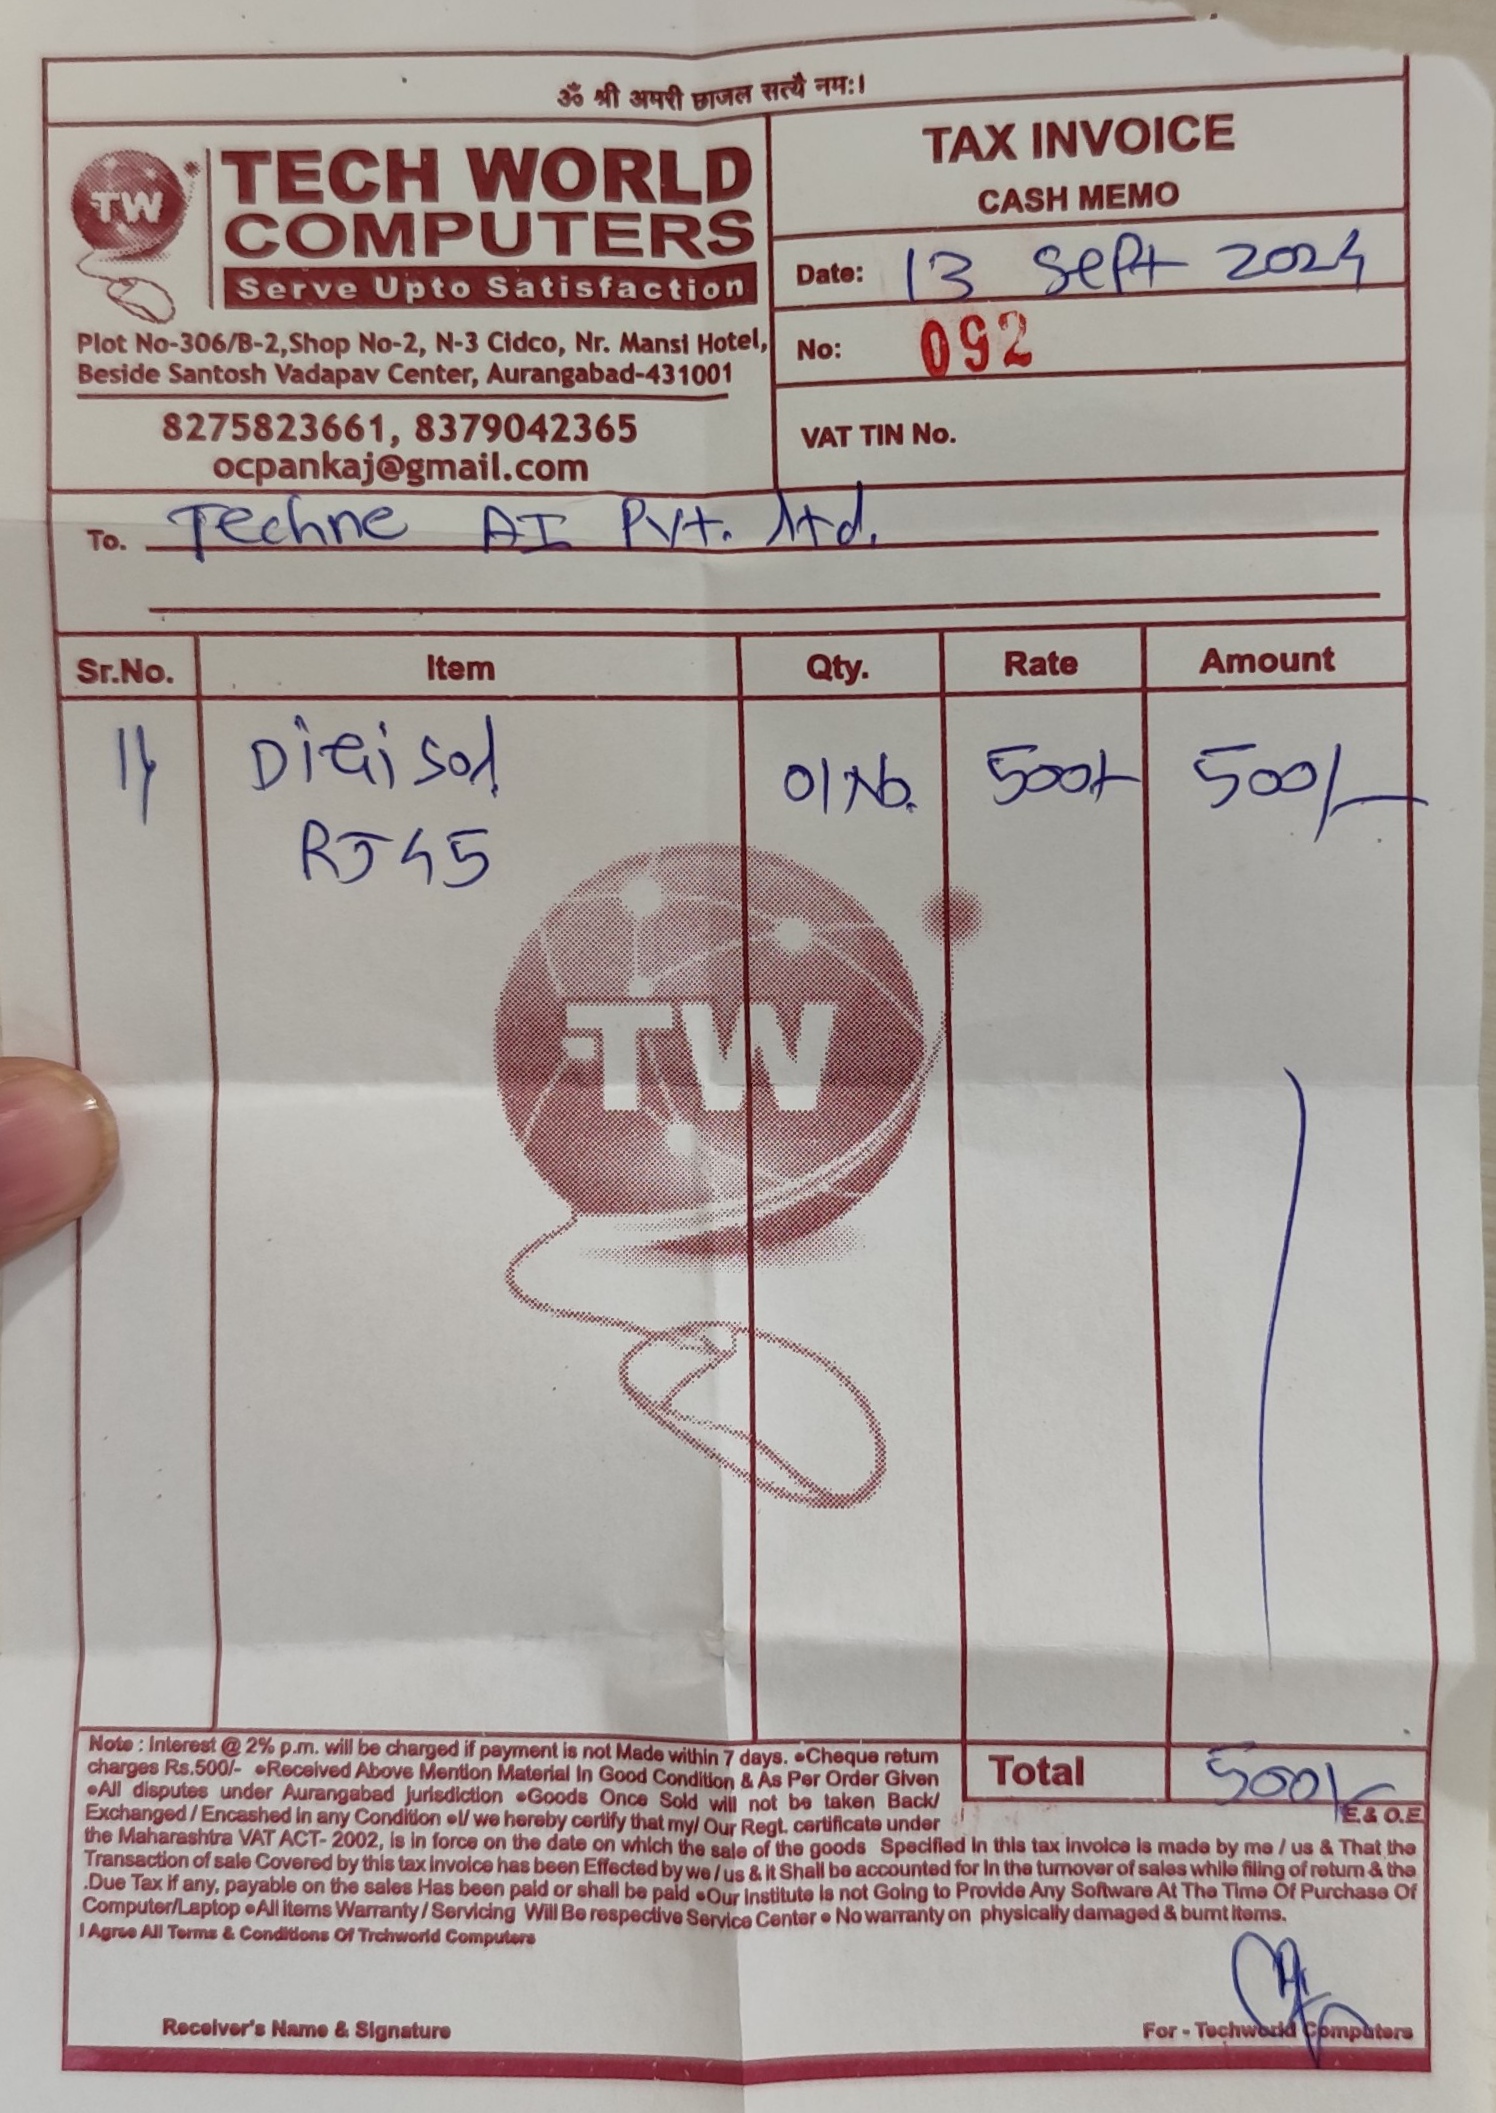 ॐ श्री अमरी छाजल सत्यै नमः।
TW
TECH WORLD
COMPUTERS
Serve Upto Satisfaction
Plot No-306/B-2,Shop No-2, N-3 Cidco, Nr. Mansi Hotel,
Beside Santosh Vadapav Center, Aurangabad-431001
8275823661, 8379042365
ocpankaj@gmail.com
TAX INVOICE
CASH MEMO
Date: 13 Sept 2024
No: 092
VAT TIN No.
To. Techne AI Pvt. Ltd.
Sr.No. Item Qty. Rate Amount
1) Digisol 01 No. 500/- 500/-
RJ45
TW
Note : Interest @ 2% p.m. will be charged if payment is not Made within 7 days. •Cheque return
charges Rs.500/- •Received Above Mention Material In Good Condition & As Per Order Given
•All disputes under Aurangabad jurisdiction •Goods Once Sold will not be taken Back/
Exchanged / Encashed in any Condition •I/ we hereby certify that my/ Our Regt. certificate under
the Maharashtra VAT ACT- 2002, is in force on the date on which the sale of the goods Specified in this tax invoice is made by me / us & That the
Transaction of sale Covered by this tax invoice has been Effected by we / us & it Shall be accounted for in the turnover of sales while filing of return & the
.Due Tax if any, payable on the sales Has been paid or shall be paid •Our Institute is not Going to Provide Any Software At The Time Of Purchase Of
Computer/Laptop •All items Warranty / Servicing Will Be respective Service Center • No warranty on physically damaged & burnt items.
I Agree All Terms & Conditions Of Trchworld Computers
Total 500/-
E. & O.E.
Receiver's Name & Signature
For - Techworld Computers